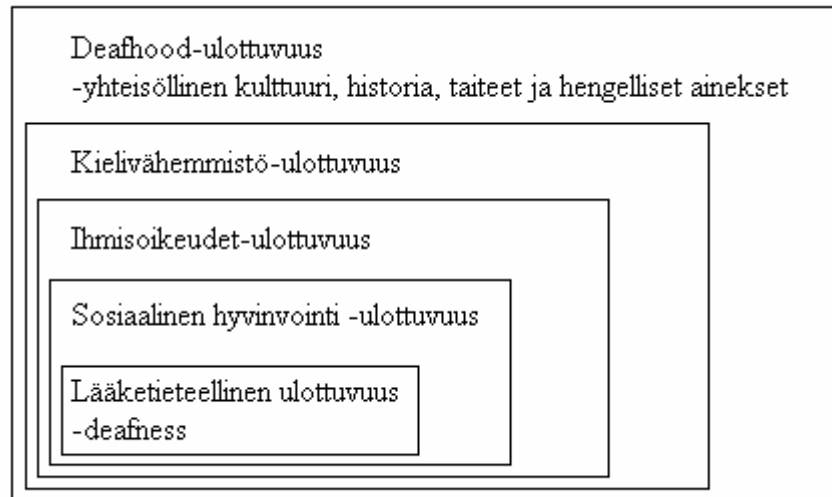 Deafhood-ulottuvuus
-yhteisöllinen kulttuuri, historia, taiteet ja hengelliset ainekset
Kielivähemmistö-ulottuvuus
Ihmisoikeudet-ulottuvuus
Sosiaalinen hyvinvointi -ulottuvuus
Lääketieteellinen ulottuvuus
-deafness